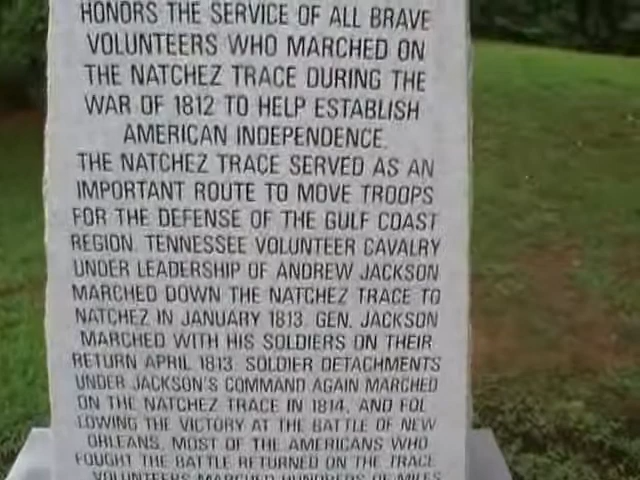 HONORS THE SERVICE OF ALL BRAVE
VOLUNTEERS WHO MARCHED ON
THE NATCHEZ TRACE DURING THE
WAR OF 1812 TO HELP ESTABLISH
AMERICAN INDEPENDENCE.
THE NATCHEZ TRACE SERVED AS AN
IMPORTANT ROUTE TO MOVE TROOPS
FOR THE DEFENSE OF THE GULF COAST
REGION. TENNESSEE VOLUNTEER CAVALRY
UNDER LEADERSHIP OF ANDREW JACKSON
MARCHED DOWN THE NATCHEZ TRACE TO
NATCHEZ IN JANUARY 1813. GEN. JACKSON
MARCHED WITH HIS SOLDIERS ON THEIR
RETURN APRIL 1813. SOLDIER DETACHMENTS
UNDER JACKSON'S COMMAND AGAIN MARCHED
ON THE NATCHEZ TRACE IN 1814, AND FOL
LOWING THE VICTORY AT THE BATTLE OF NEW
ORLEANS, MOST OF THE AMERICANS WHO
FOUGHT THE BATTLE RETURNED ON THE TRACE.
VOLUNTEERS MARCHED HUNDREDS OF MILES